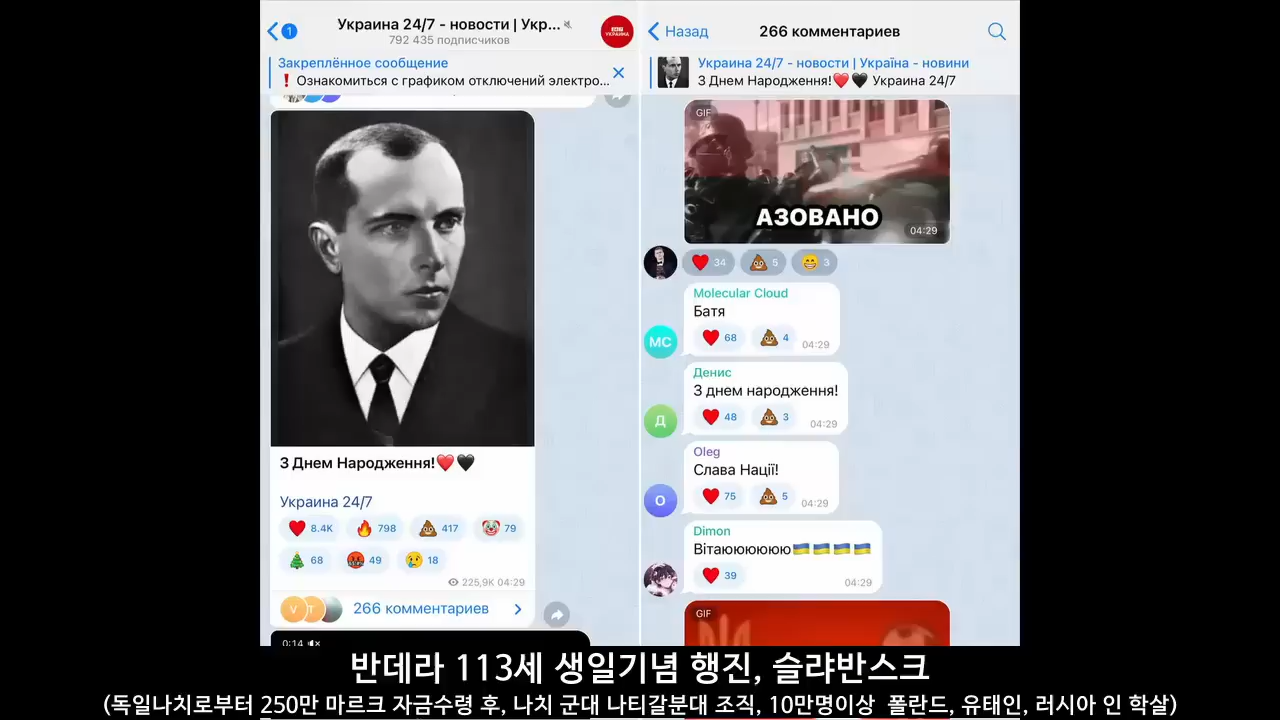 1
Украина 24/7 - новости | Укр...
792 435 подписчиков
Закреплённое сообщение
❗ Ознакомиться с графиком отключений электро...
З Днем Народження!❤️🖤
Украина 24/7
❤️ 8.4K 🔥 798 💩 417 🤡 79
🎄 68 🤬 49 😢 18
225,9K 04:29
V T 266 комментариев
0:14
Назад 266 комментариев
Украина 24/7 - новости | Україна - новини
З Днем Народження!❤️🖤 Украина 24/7
GIF
АЗОВАНО
04:29
❤️ 34 💩 5 😁 3
Molecular Cloud
Батя
МС ❤️ 68 💩 4 04:29
Денис
З днем народження!
Д ❤️ 48 💩 3 04:29
Oleg
Слава Нації!
O ❤️ 75 💩 5 04:29
Dimon
Вітаююююю🇺🇦🇺🇦🇺🇦🇺🇦
❤️ 39 04:29
GIF
반데라 113세 생일기념 행진, 슬랴반스크
(독일나치로부터 250만 마르크 자금수령 후, 나치 군대 나티갈분대 조직, 10만명이상 폴란드, 유태인, 러시아 인 학살)